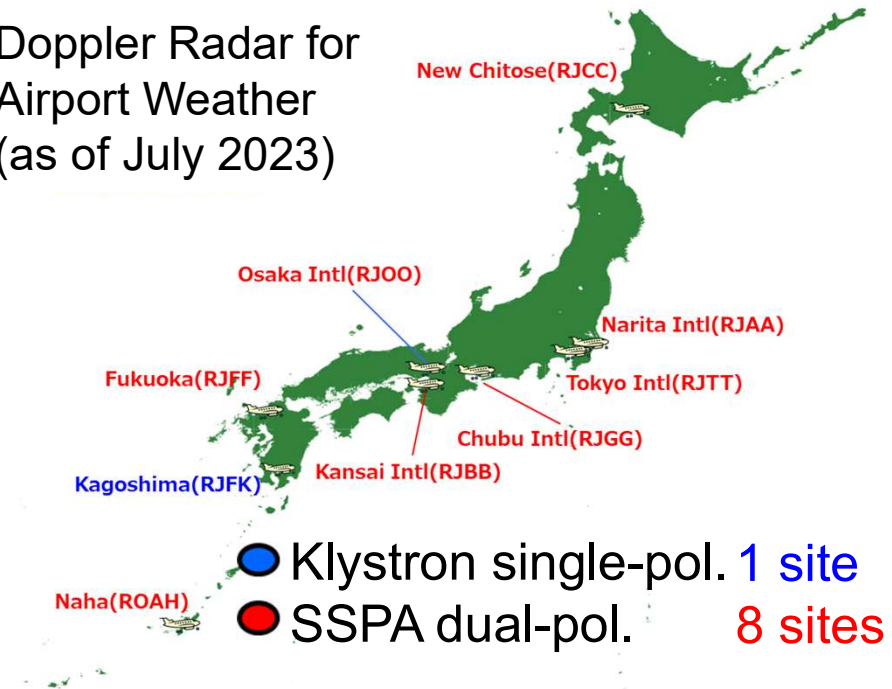 Doppler Radar for
Airport Weather
(as of July 2023)
New Chitose(RJCC)
Osaka Intl(RJOO)
Narita Intl(RJAA)
Fukuoka(RJFF)
Tokyo Intl(RJTT)
Chubu Intl(RJGG)
Kansai Intl(RJBB)
Kagoshima(RJFK)
Klystron single-pol. 1 site
Naha(ROAH)
SSPA dual-pol. 8 sites